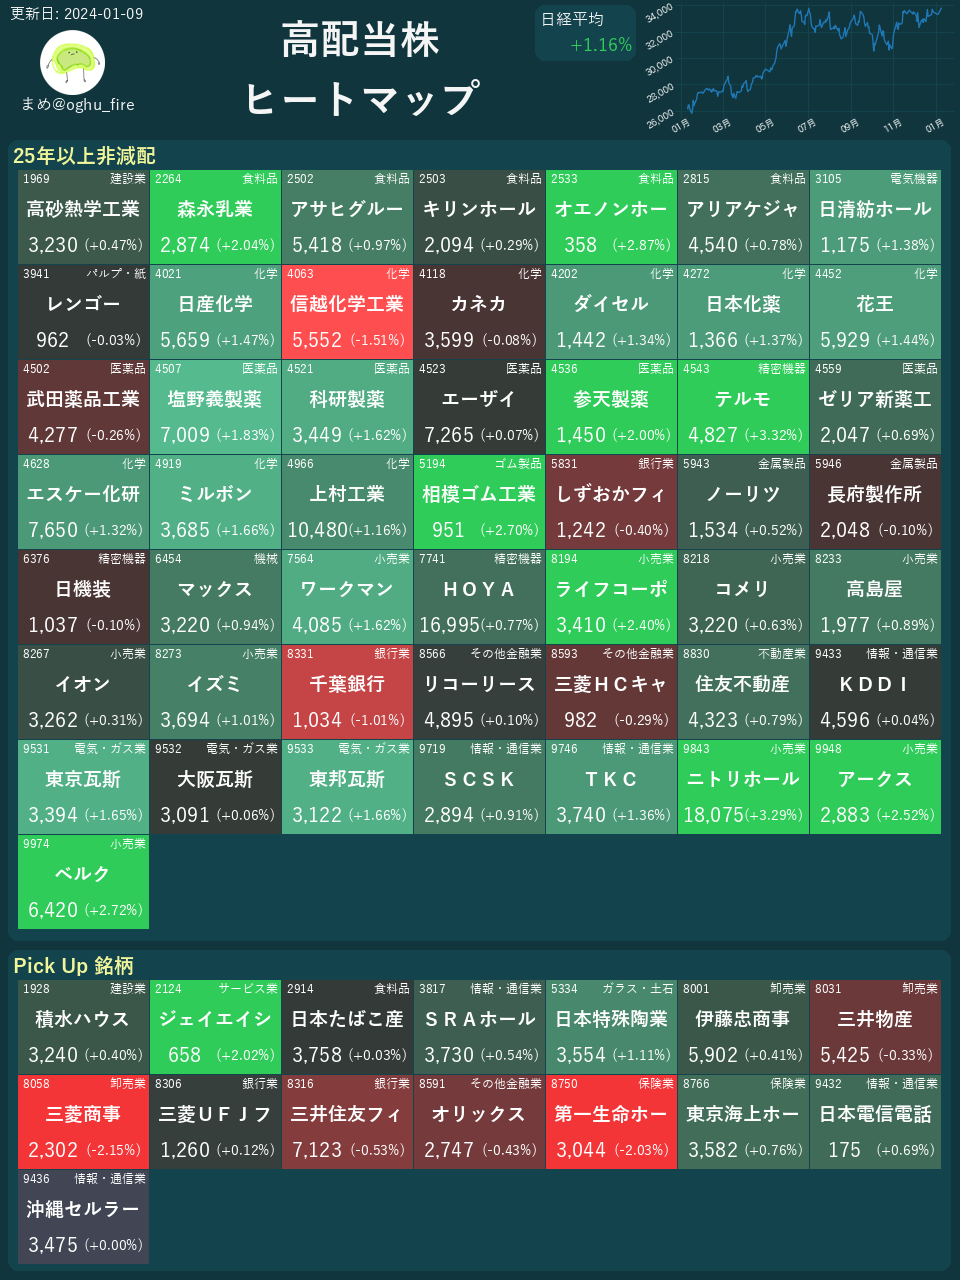 更新日: 2024-01-09
まめ@oghu_fire
高配当株
ヒートマップ
日経平均
+1.16%
34,000
32,000
30,000
28,000
26,000
01月 03月 05月 07月 09月 11月 01月
25年以上非減配
1969 建設業
高砂熱学工業
3,230 (+0.47%)
2264 食料品
森永乳業
2,874 (+2.04%)
2502 食料品
アサヒグルー
5,418 (+0.97%)
2503 食料品
キリンホール
2,094 (+0.29%)
2533 食料品
オエノンホー
358 (+2.87%)
2815 食料品
アリアケジャ
4,540 (+0.78%)
3105 電気機器
日清紡ホール
1,175 (+1.38%)
3941 パルプ・紙
レンゴー
962 (-0.03%)
4021 化学
日産化学
5,659 (+1.47%)
4063 化学
信越化学工業
5,552 (-1.51%)
4118 化学
カネカ
3,599 (-0.08%)
4202 化学
ダイセル
1,442 (+1.34%)
4272 化学
日本化薬
1,366 (+1.37%)
4452 化学
花王
5,929 (+1.44%)
4502 医薬品
武田薬品工業
4,277 (-0.26%)
4507 医薬品
塩野義製薬
7,009 (+1.83%)
4521 医薬品
科研製薬
3,449 (+1.62%)
4523 医薬品
エーザイ
7,265 (+0.07%)
4536 医薬品
参天製薬
1,450 (+2.00%)
4543 精密機器
テルモ
4,827 (+3.32%)
4559 医薬品
ゼリア新薬工
2,047 (+0.69%)
4628 化学
エスケー化研
7,650 (+1.32%)
4919 化学
ミルボン
3,685 (+1.66%)
4966 化学
上村工業
10,480(+1.16%)
5194 ゴム製品
相模ゴム工業
951 (+2.70%)
5831 銀行業
しずおかフィ
1,242 (-0.40%)
5943 金属製品
ノーリツ
1,534 (+0.52%)
5946 金属製品
長府製作所
2,048 (-0.10%)
6376 精密機器
日機装
1,037 (-0.10%)
6454 機械
マックス
3,220 (+0.94%)
7564 小売業
ワークマン
4,085 (+1.62%)
7741 精密機器
ＨＯＹＡ
16,995(+0.77%)
8194 小売業
ライフコーポ
3,410 (+2.40%)
8218 小売業
コメリ
3,220 (+0.63%)
8233 小売業
高島屋
1,977 (+0.89%)
8267 小売業
イオン
3,262 (+0.31%)
8273 小売業
イズミ
3,694 (+1.01%)
8331 銀行業
千葉銀行
1,034 (-1.01%)
8566 その他金融業
リコーリース
4,895 (+0.10%)
8593 その他金融業
三菱ＨＣキャ
982 (-0.29%)
8830 不動産業
住友不動産
4,323 (+0.79%)
9433 情報・通信業
ＫＤＤＩ
4,596 (+0.04%)
9531 電気・ガス業
東京瓦斯
3,394 (+1.65%)
9532 電気・ガス業
大阪瓦斯
3,091 (+0.06%)
9533 電気・ガス業
東邦瓦斯
3,122 (+1.66%)
9719 情報・通信業
ＳＣＳＫ
2,894 (+0.91%)
9746 情報・通信業
ＴＫＣ
3,740 (+1.36%)
9843 小売業
ニトリホール
18,075(+3.29%)
9948 小売業
アークス
2,883 (+2.52%)
9974 小売業
ベルク
6,420 (+2.72%)
Pick Up 銘柄
1928 建設業
積水ハウス
3,240 (+0.40%)
2124 サービス業
ジェイエイシ
658 (+2.02%)
2914 食料品
日本たばこ産
3,758 (+0.03%)
3817 情報・通信業
ＳＲＡホール
3,730 (+0.54%)
5334 ガラス・土石
日本特殊陶業
3,554 (+1.11%)
8001 卸売業
伊藤忠商事
5,902 (+0.41%)
8031 卸売業
三井物産
5,425 (-0.33%)
8058 卸売業
三菱商事
2,302 (-2.15%)
8306 銀行業
三菱ＵＦＪフ
1,260 (+0.12%)
8316 銀行業
三井住友フィ
7,123 (-0.53%)
8591 その他金融業
オリックス
2,747 (-0.43%)
8750 保険業
第一生命ホー
3,044 (-2.03%)
8766 保険業
東京海上ホー
3,582 (+0.76%)
9432 情報・通信業
日本電信電話
175 (+0.69%)
9436 情報・通信業
沖縄セルラー
3,475 (+0.00%)